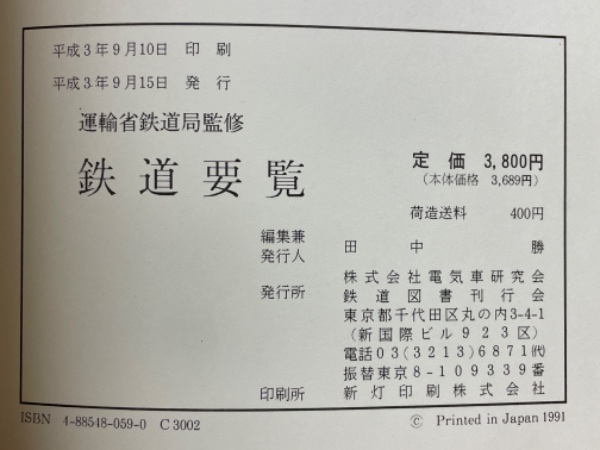 平成3年9月10日 印 刷
平成3年9月15日 発 行
運輸省鉄道局監修
鉄道要覧
定 価 3,800円
(本体価格 3,689円)
荷造送料 400円
編集兼
発行人 田 中 勝
発行所 株式会社電気車研究会
鉄道図書刊行会
東京都千代田区丸の内3-4-1
(新国際ビル923区)
電話03(3213)6871㈹
振替東京8-109339番
印刷所 新灯印刷株式会社
ISBN 4-88548-059-0 C3002
© Printed in Japan 1991